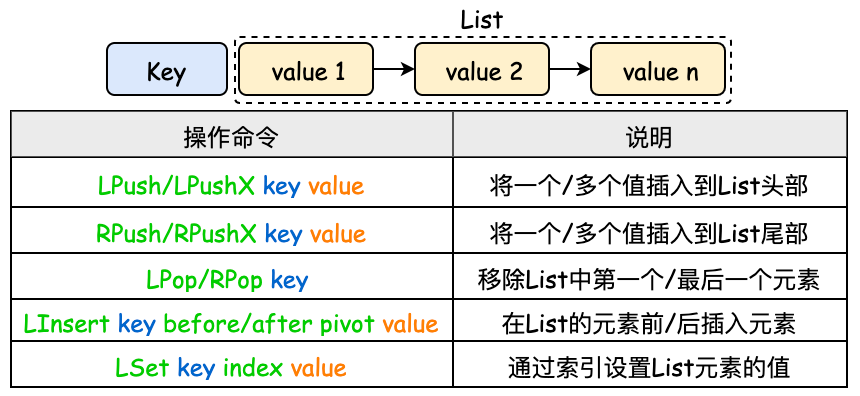 List
Key value 1 value 2 value n
操作命令 说明
LPush/LPushX key value 将一个/多个值插入到List头部
RPush/RPushX key value 将一个/多个值插入到List尾部
LPop/RPop key 移除List中第一个/最后一个元素
LInsert key before/after pivot value 在List的元素前/后插入元素
LSet key index value 通过索引设置List元素的值